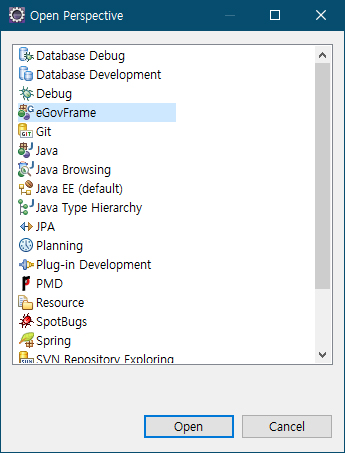 Open Perspective
Database Debug
Database Development
Debug
eGovFrame
Git
Java
Java Browsing
Java EE (default)
Java Type Hierarchy
JPA
Planning
Plug-in Development
PMD
Resource
SpotBugs
Spring
SVN Repository Exploring
Open
Cancel